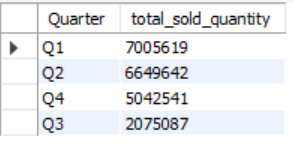 Quarter total_sold_quantity
Q1 7005619
Q2 6649642
Q4 5042541
Q3 2075087